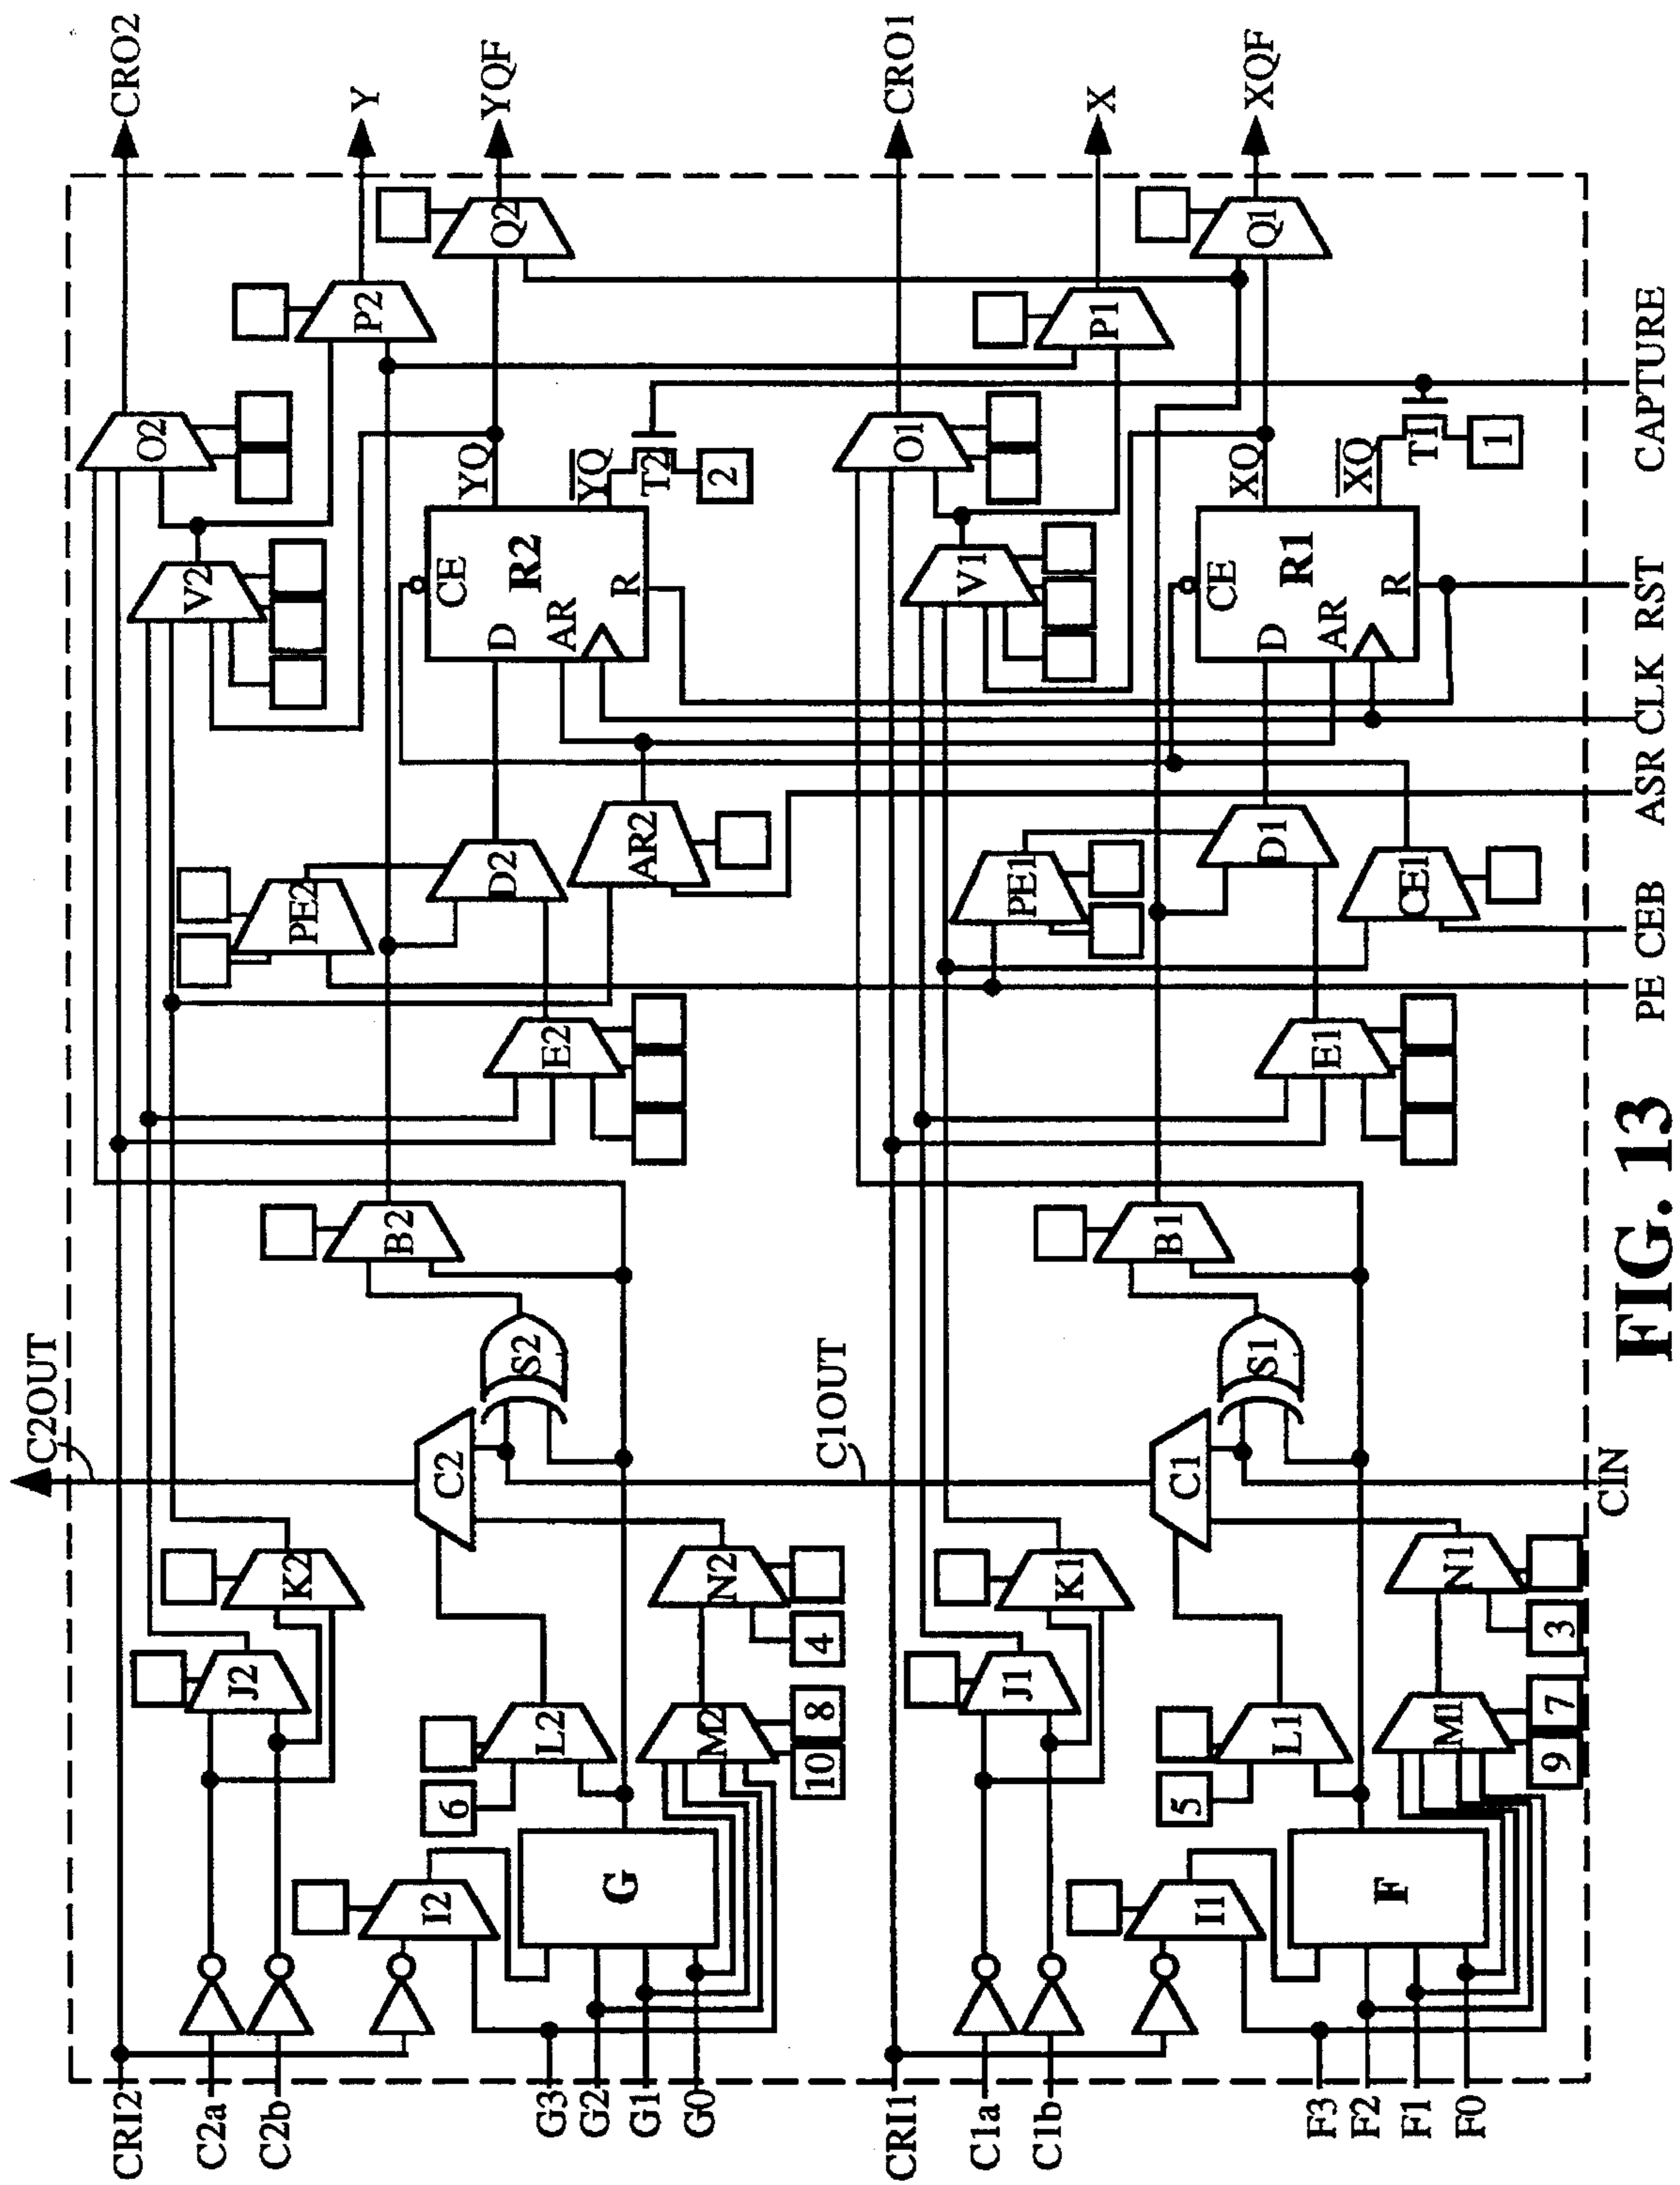 C2OUT
CRO2
Y
YQF
CRO1
X
XQF
CRI2
C2a
C2b
G3
G2
G1
G0
CRI1
C1a
C1b
F3
F2
F1
F0
J2
K2
I2
G
6
L2
M2
10
8
4
N2
C2
S2
B2
E2
PE2
D2
AR2
V2
O2
P2
Q2
CE
D
R2
AR
R
YQ
YQ
T2
2
C1OUT
J1
K1
I1
F
5
L1
M1
9
7
3
N1
C1
S1
B1
E1
PE1
D1
CE1
V1
O1
P1
Q1
CE
D
R1
AR
R
XQ
XQ
T1
1
CIN
PE
CEB
ASR
CLK
RST
CAPTURE
FIG. 13